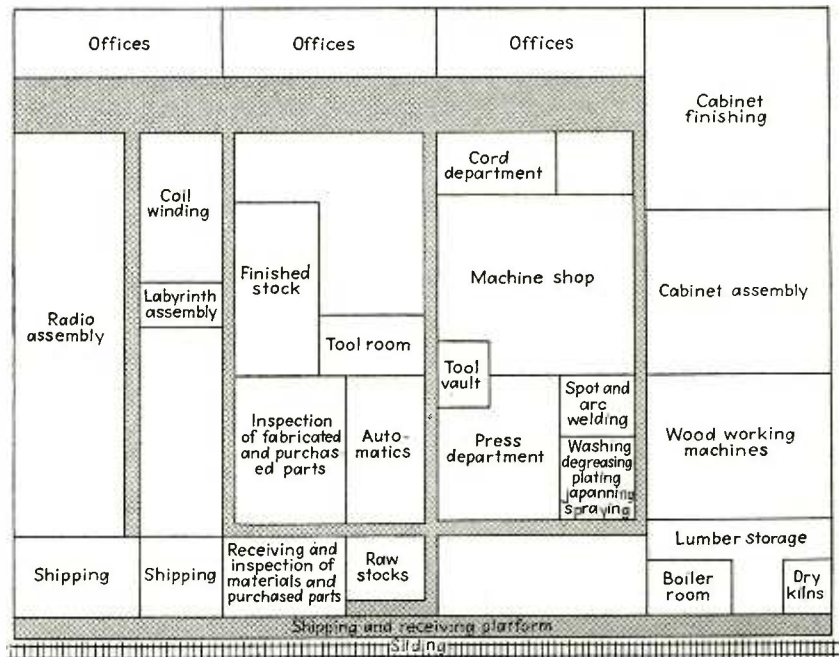 Offices
Offices
Offices
Cabinet
finishing
Cord
department
Coil
winding
Finished
stock
Machine shop
Cabinet assembly
Labyrinth
assembly
Radio
assembly
Tool room
Tool
vault
Spot and
arc
welding
Inspection
of fabricated
and purchas
ed parts
Auto-
matics
Press
department
Wood working
machines
Washing
degreasing
plating
japanning
spraying
Lumber storage
Shipping
Shipping
Receiving and
inspection of
materials and
purchased parts
Raw
stocks
Boiler
room
Dry
kilns
Shipping and receiving platform
Sliding